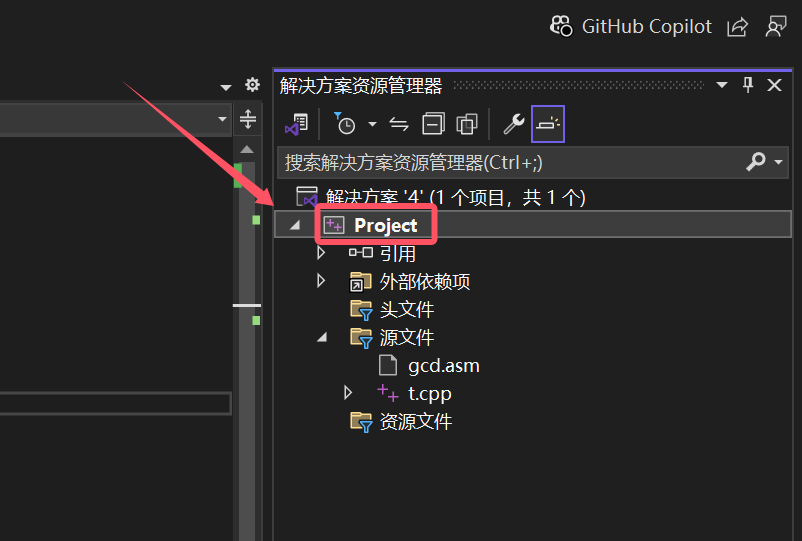 GitHub Copilot
解决方案资源管理器
搜索解决方案资源管理器(Ctrl+;)
解决方案 '4' (1 个项目，共 1 个)
Project
引用
外部依赖项
头文件
源文件
gcd.asm
t.cpp
资源文件